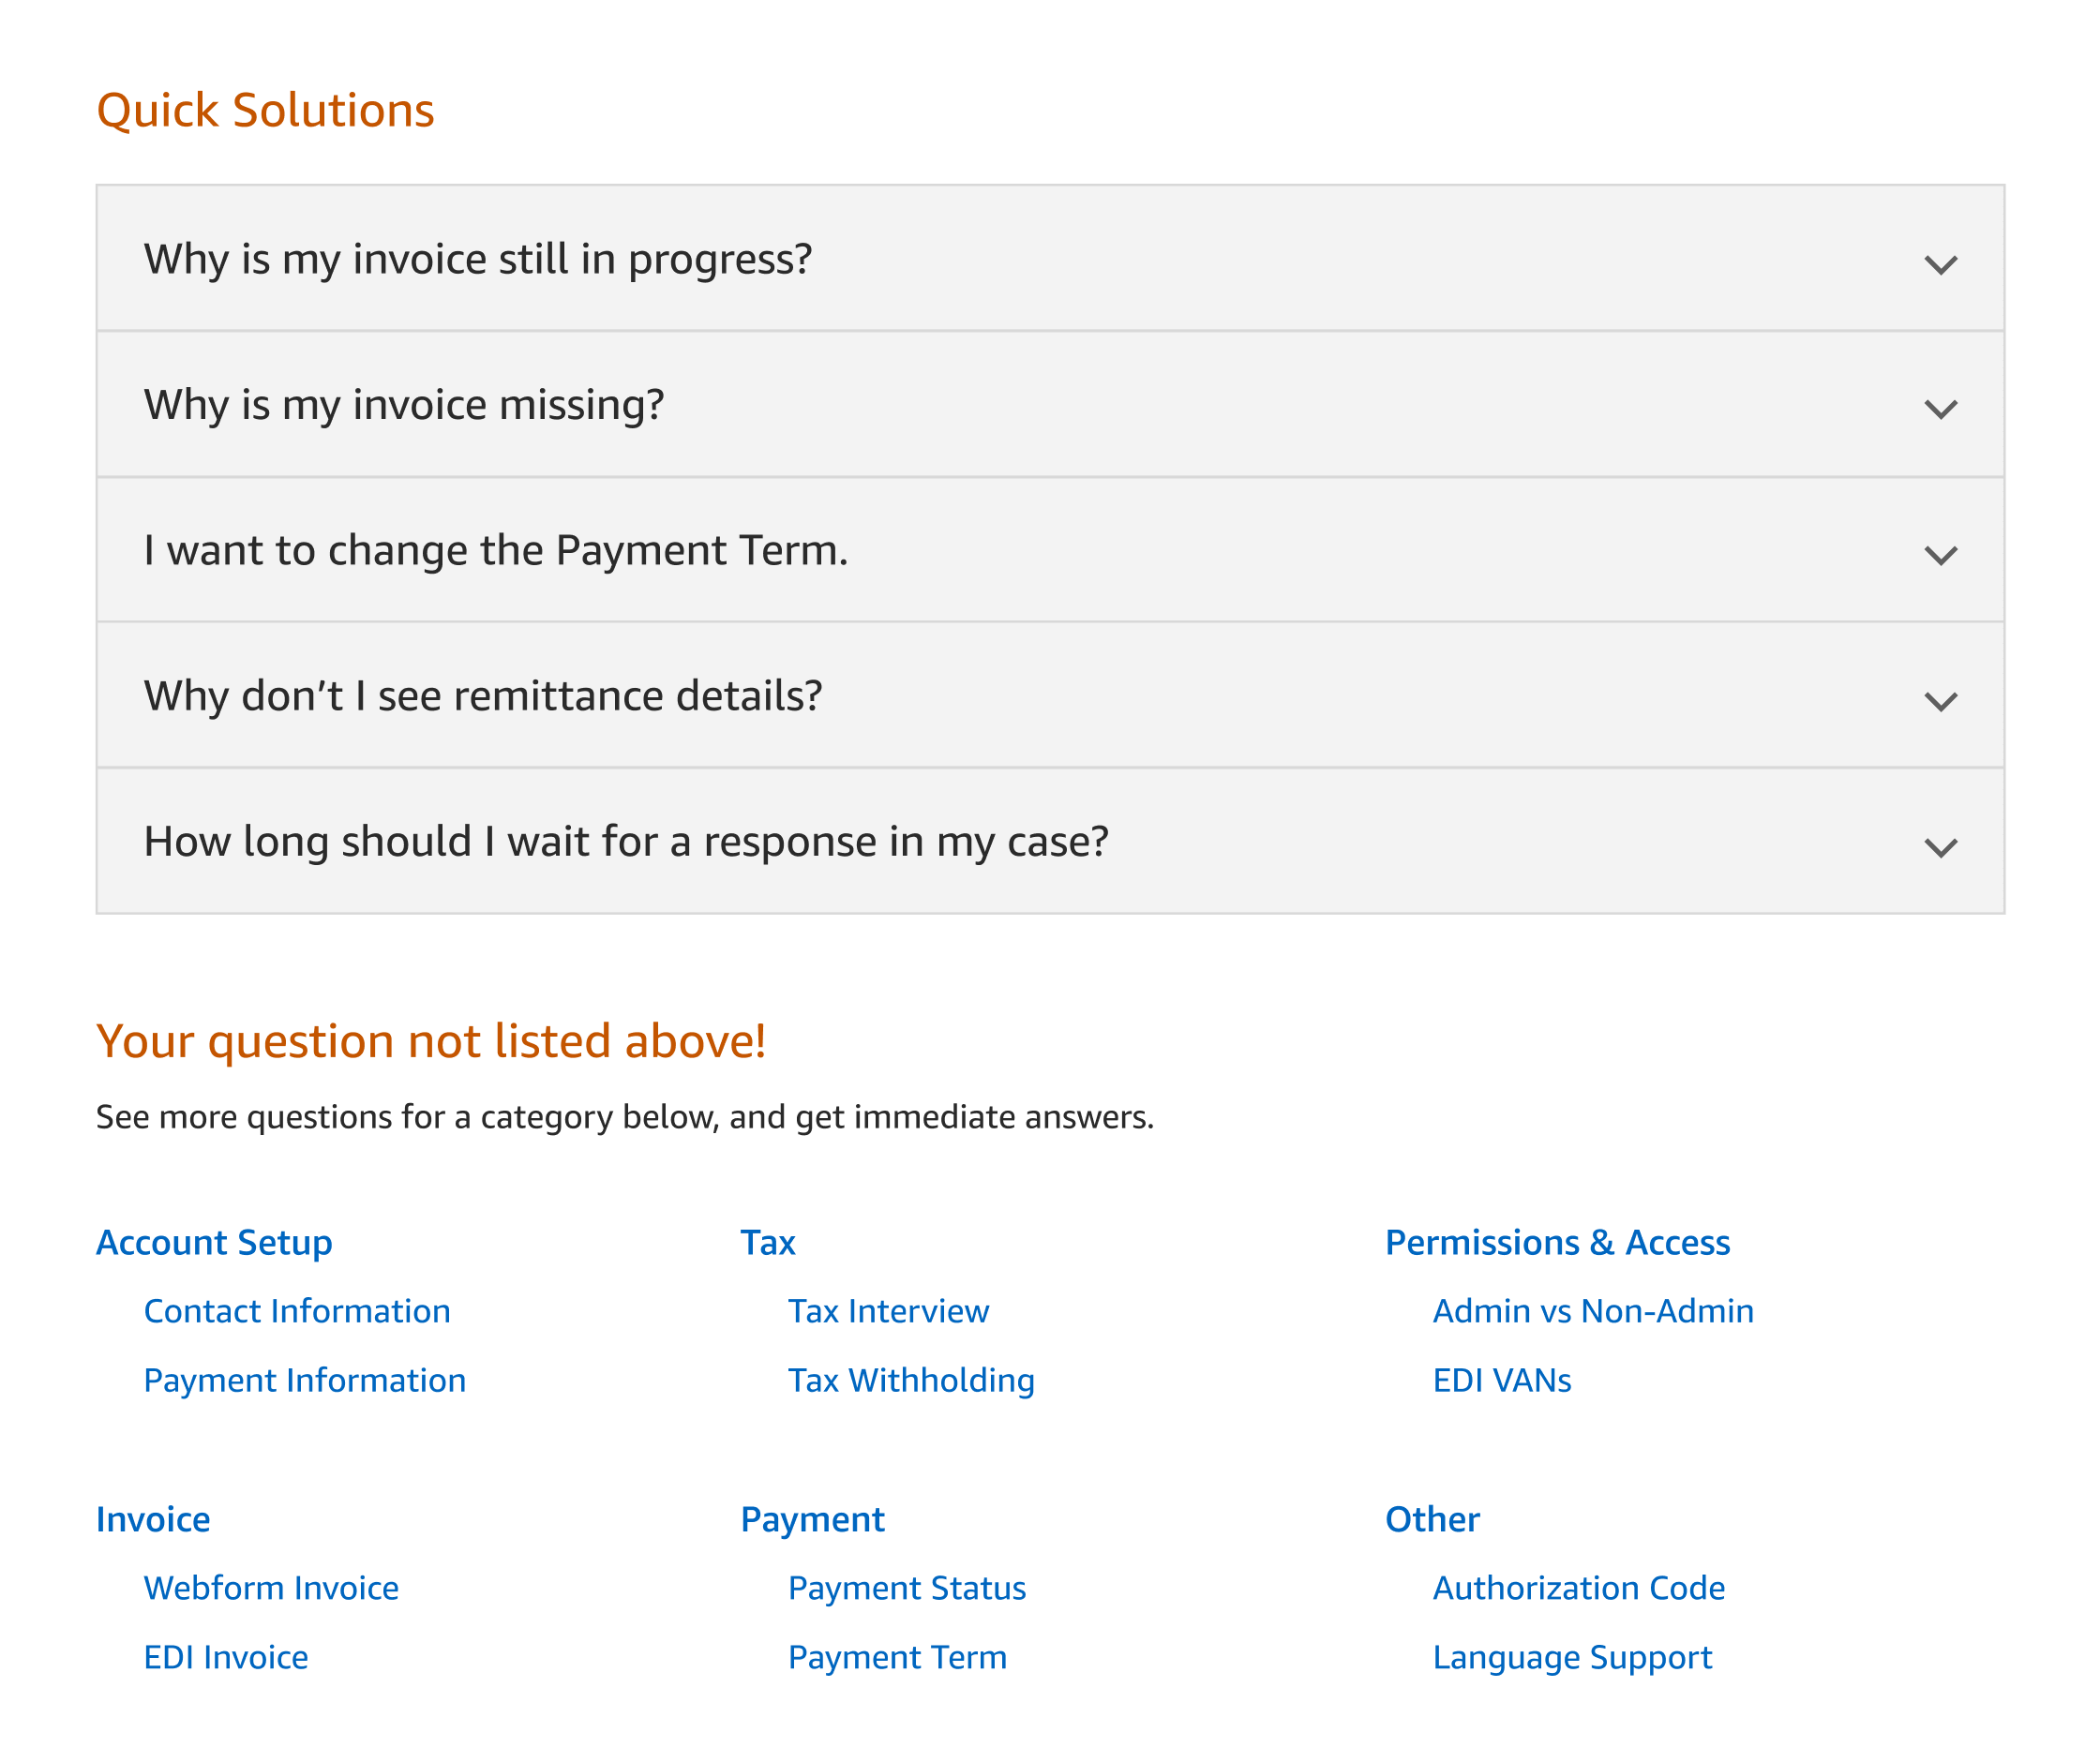 Quick Solutions
Why is my invoice still in progress?
Why is my invoice missing?
I want to change the Payment Term.
Why don’t I see remittance details?
How long should I wait for a response in my case?
Your question not listed above!
See more questions for a category below, and get immediate answers.
Account Setup
Contact Information
Payment Information
Tax
Tax Interview
Tax Withholding
Permissions & Access
Admin vs Non-Admin
EDI VANs
Invoice
Webform Invoice
EDI Invoice
Payment
Payment Status
Payment Term
Other
Authorization Code
Language Support